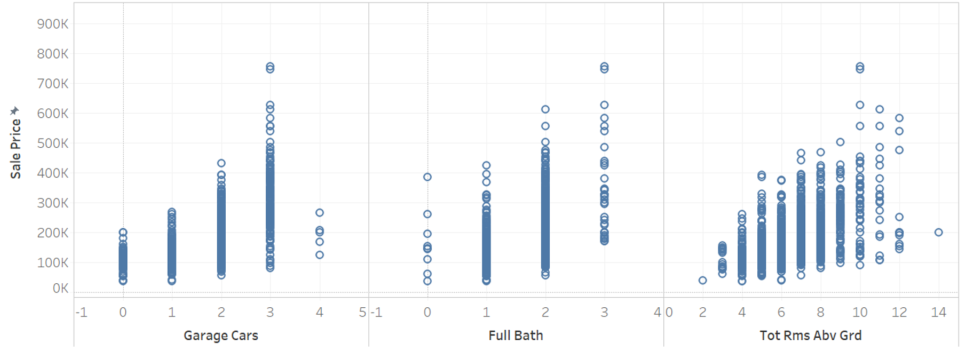 900K
800K
700K
600K
500K
400K
300K
200K
100K
0K
Sale Price
-1 0 1 2 3 4 5 -1 0 1 2 3 4 0 2 4 6 8 10 12 14
Garage Cars Full Bath Tot Rms Abv Grd